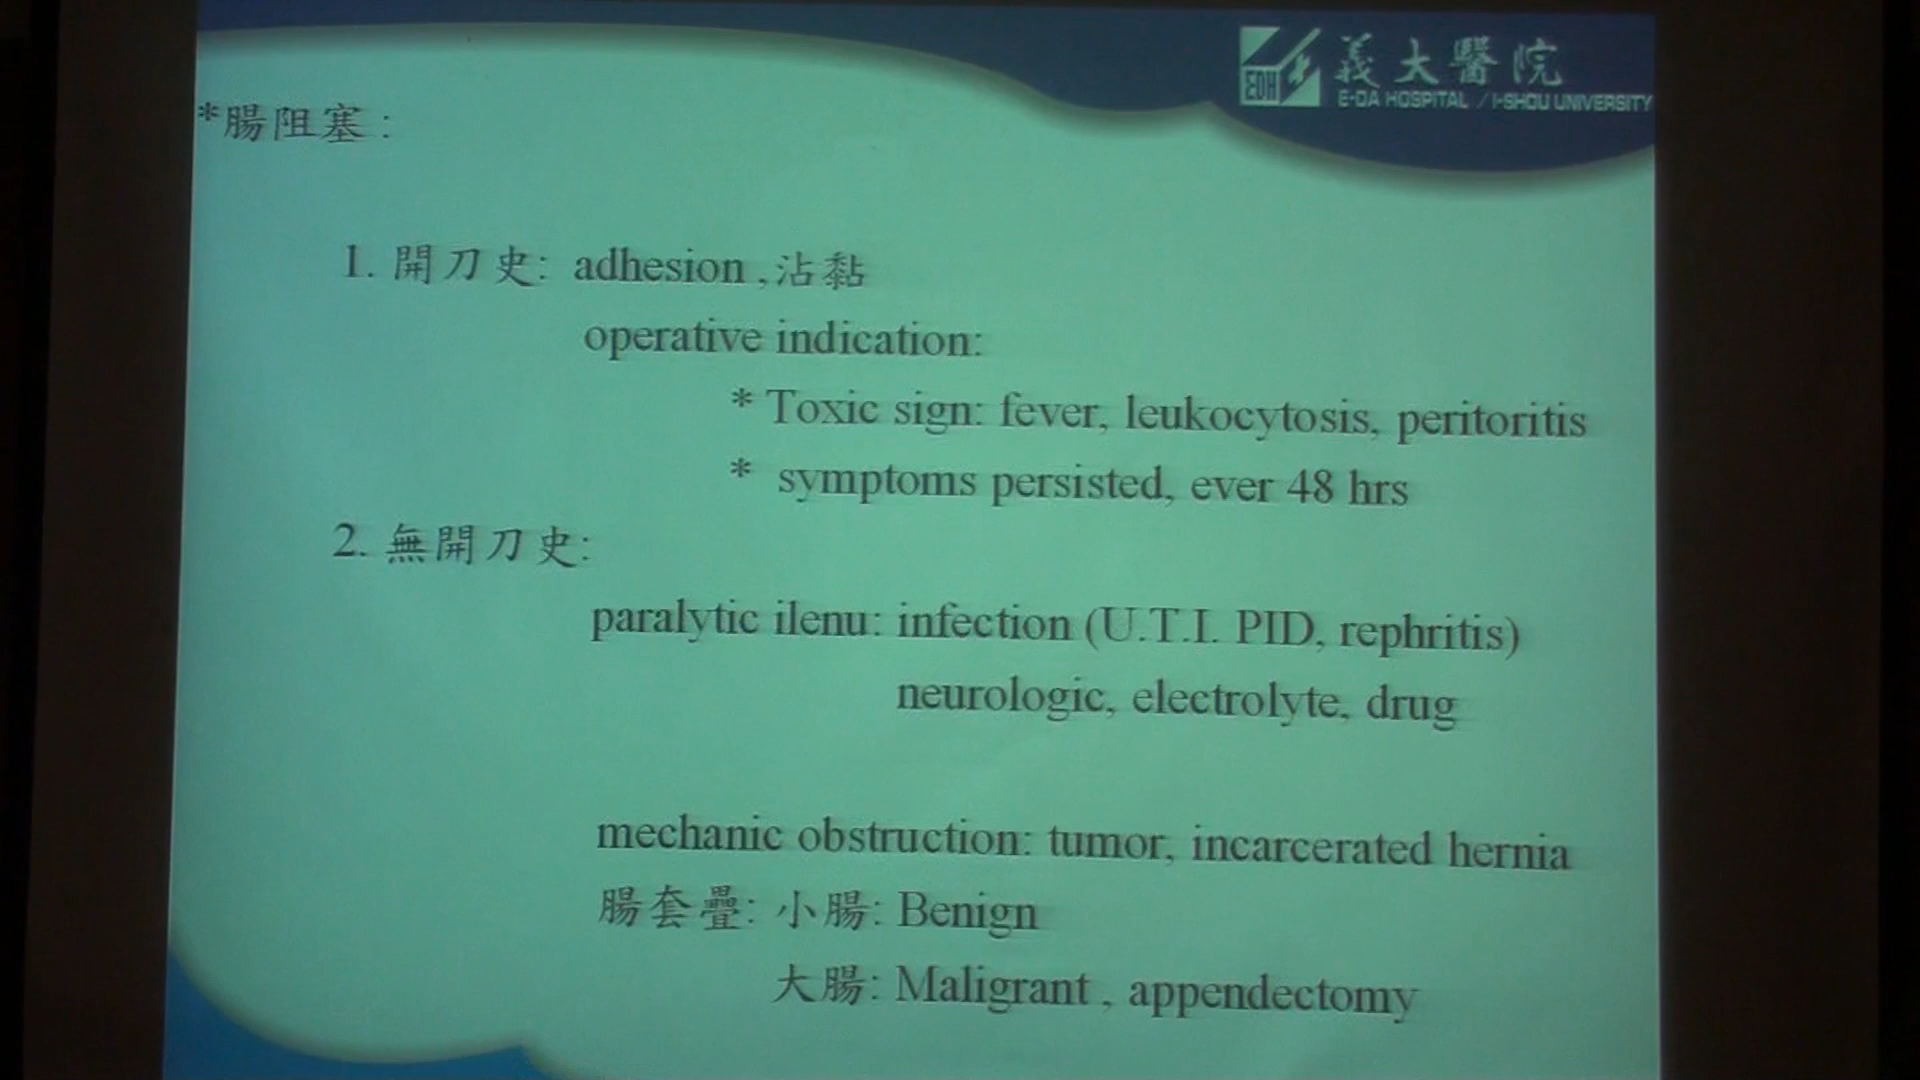 EDH 義大醫院
E-DA HOSPITAL / I-SHOU UNIVERSITY
*腸阻塞 :
1. 開刀史: adhesion ,沾黏
operative indication:
* Toxic sign: fever, leukocytosis, peritoritis
* symptoms persisted, ever 48 hrs
2. 無開刀史:
paralytic ilenu: infection (U.T.I. PID, rephritis)
neurologic, electrolyte, drug
mechanic obstruction: tumor, incarcerated hernia
腸套疊: 小腸: Benign
大腸: Maligrant , appendectomy